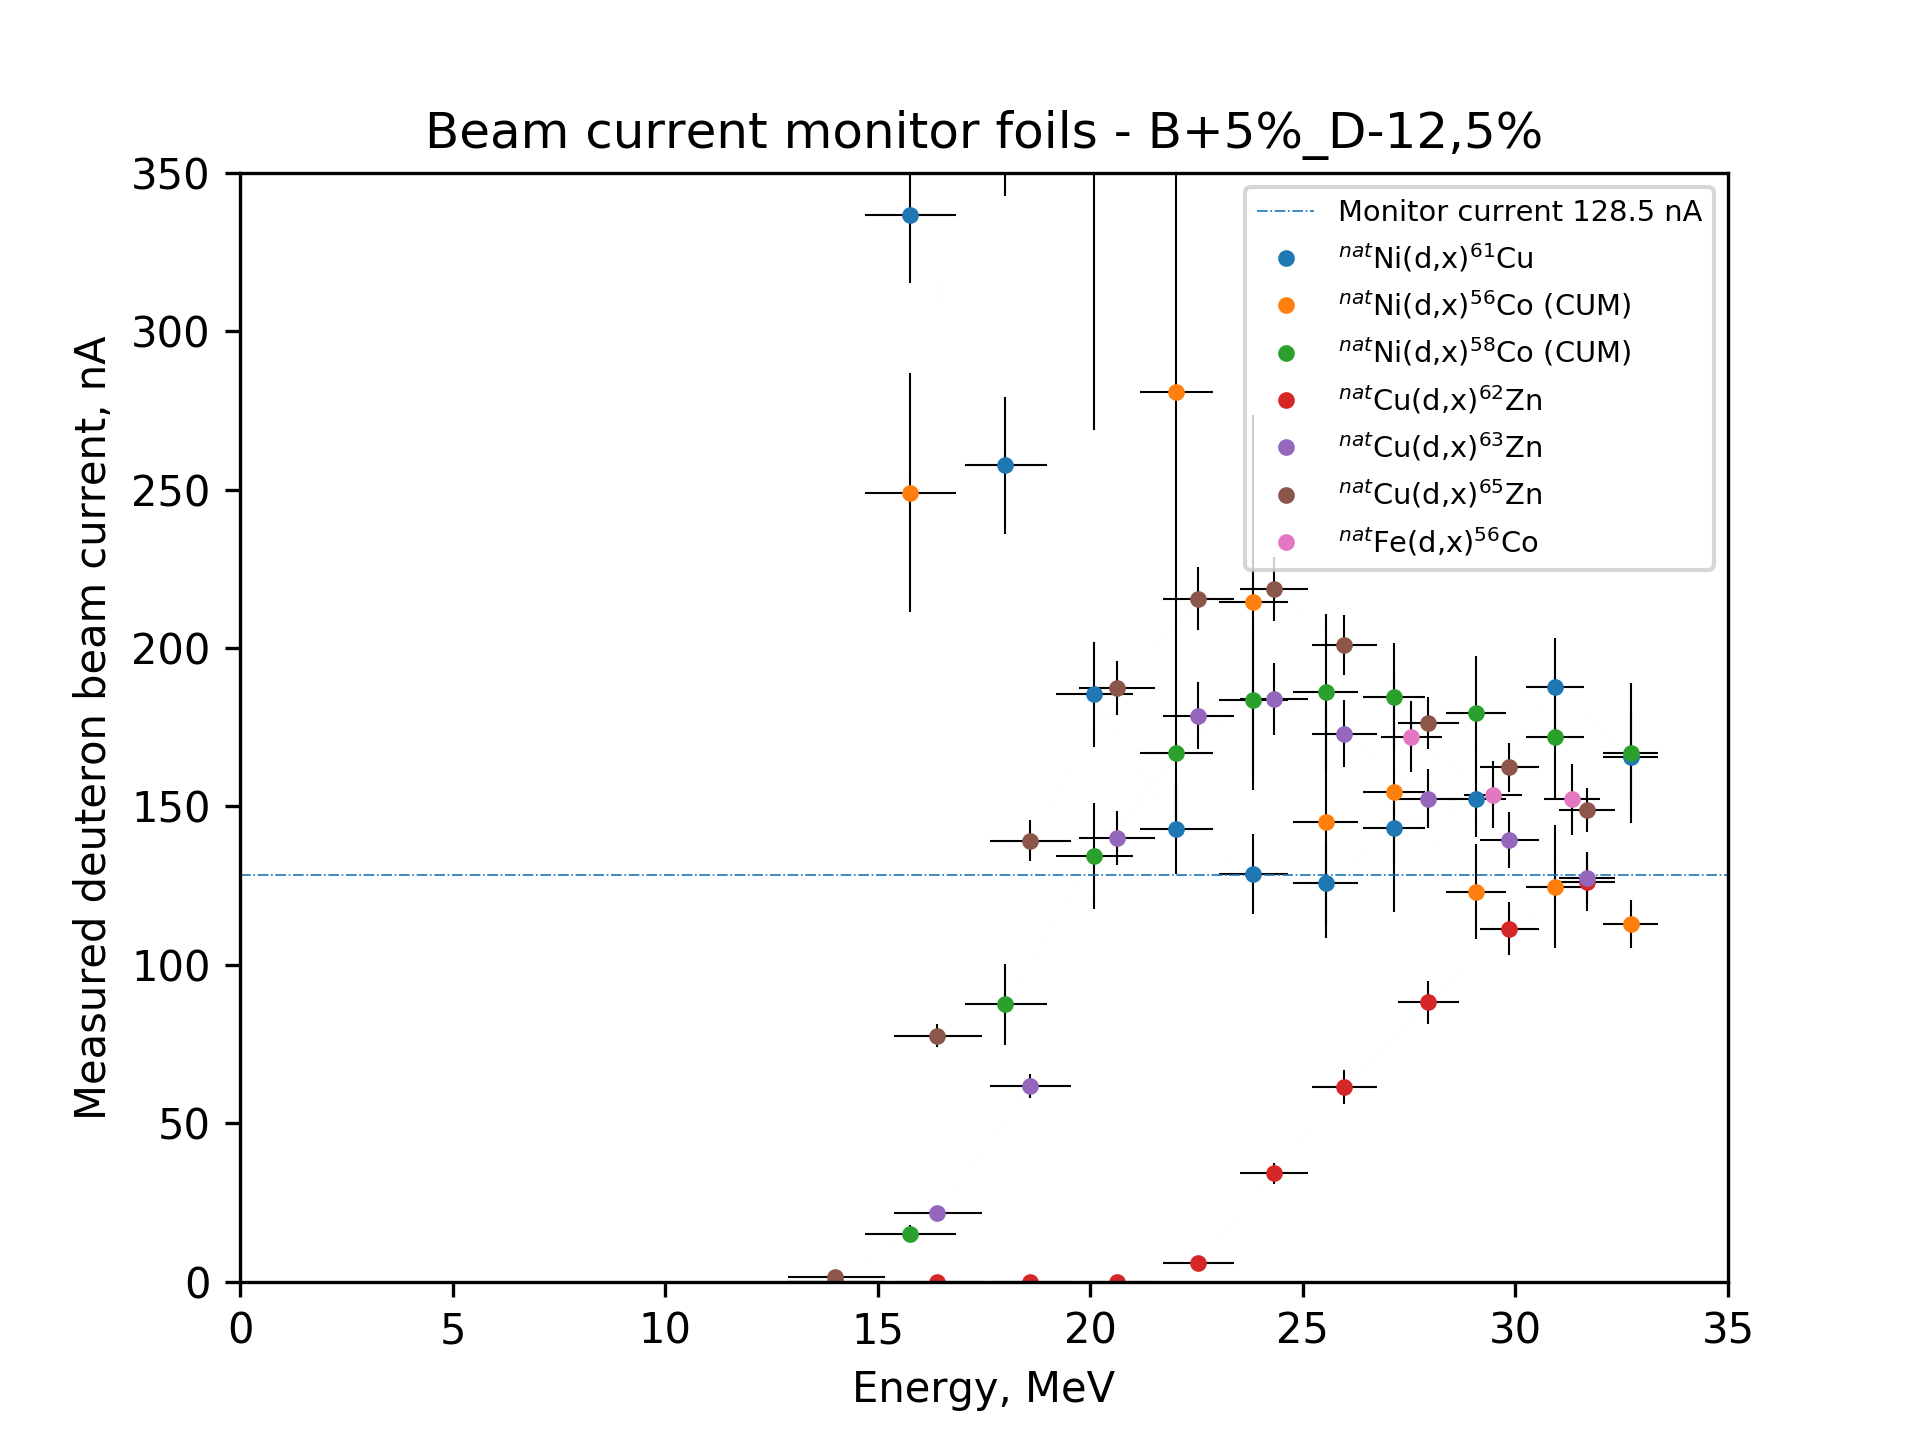 Beam current monitor foils - B+5%_D-12,5%
350
300
250
200
150
100
50
0
Measured deuteron beam current, nA
Monitor current 128.5 nA
natNi(d,x)61Cu
natNi(d,x)56Co (CUM)
natNi(d,x)58Co (CUM)
natCu(d,x)62Zn
natCu(d,x)63Zn
natCu(d,x)65Zn
natFe(d,x)56Co
0 5 10 15 20 25 30 35
Energy, MeV